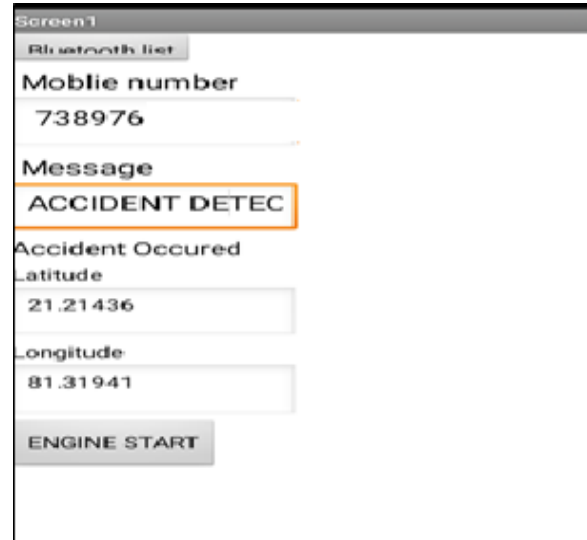 Screen1
Bluetooth list
Moblie number
738976
Message
ACCIDENT DETEC
Accident Occured
Latitude
21.21436
Longitude
81.31941
ENGINE START